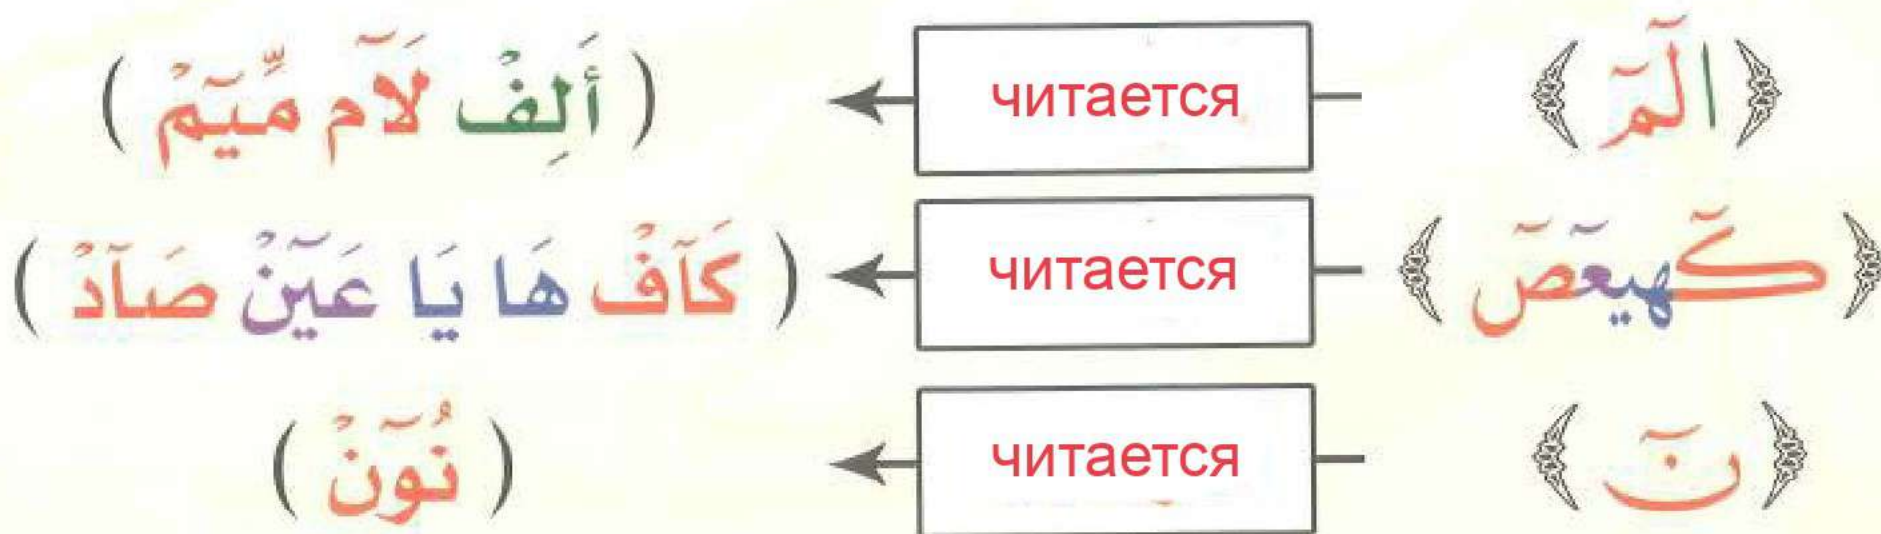 ﴿الٓمٓ﴾ читается (أَلِفْ لَآم مِّيٓمْ)
﴿كٓهيعٓصٓ﴾ читается (كَآفْ هَا يَا عَيٓنْ صَآدْ)
﴿نٓ﴾ читается (نُوٓنْ)